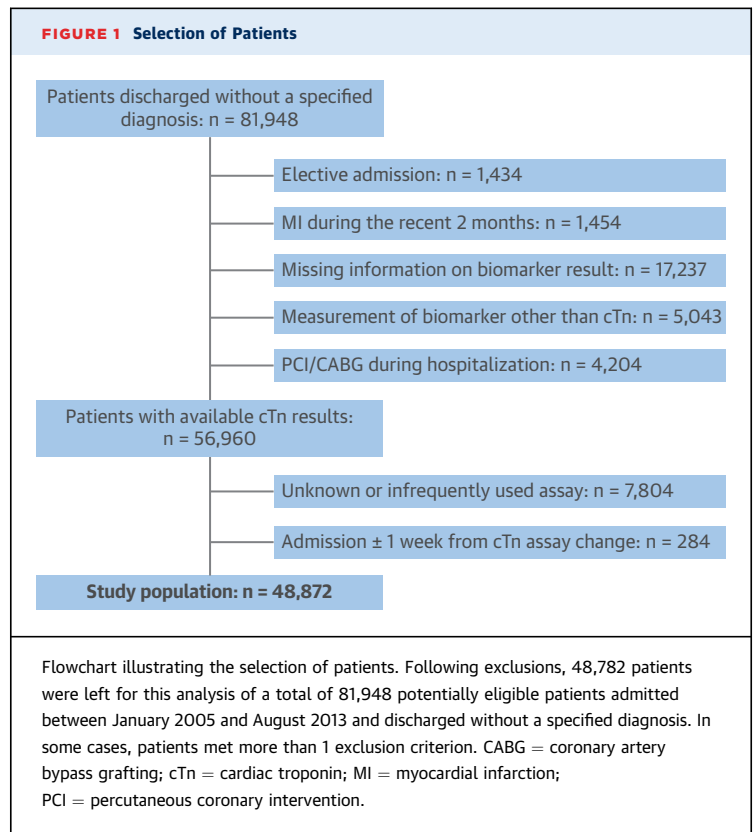 FIGURE 1 Selection of Patients
Patients discharged without a specified
diagnosis: n = 81,948
Elective admission: n = 1,434
MI during the recent 2 months: n = 1,454
Missing information on biomarker result: n = 17,237
Measurement of biomarker other than cTn: n = 5,043
PCI/CABG during hospitalization: n = 4,204
Patients with available cTn results:
n = 56,960
Unknown or infrequently used assay: n = 7,804
Admission ± 1 week from cTn assay change: n = 284
Study population: n = 48,872
Flowchart illustrating the selection of patients. Following exclusions, 48,782 patients
were left for this analysis of a total of 81,948 potentially eligible patients admitted
between January 2005 and August 2013 and discharged without a specified diagnosis. In
some cases, patients met more than 1 exclusion criterion. CABG = coronary artery
bypass grafting; cTn = cardiac troponin; MI = myocardial infarction;
PCI = percutaneous coronary intervention.